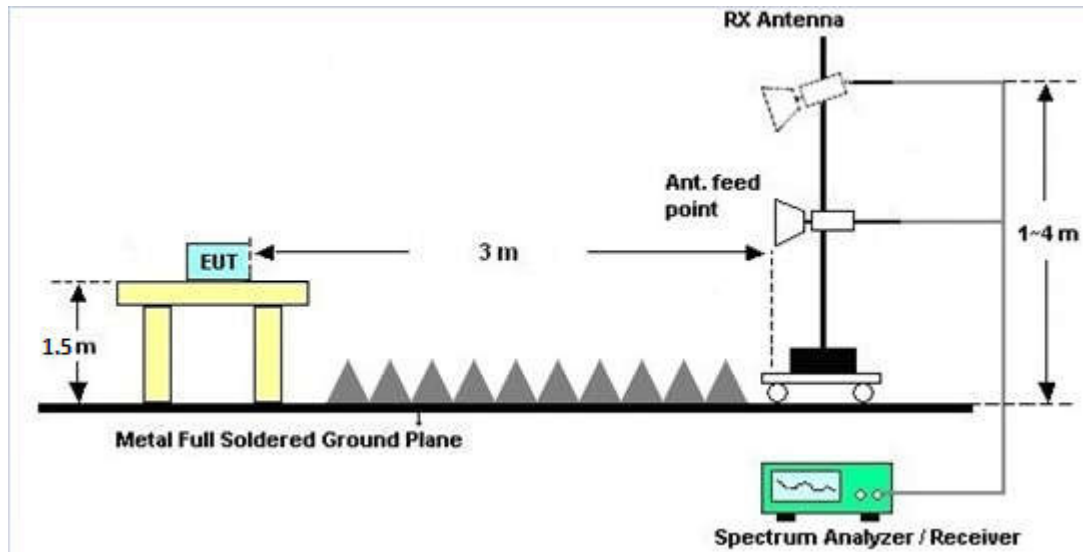 RX Antenna
Ant. feed
point
3 m
1~4 m
EUT
1.5 m
Metal Full Soldered Ground Plane
Spectrum Analyzer / Receiver